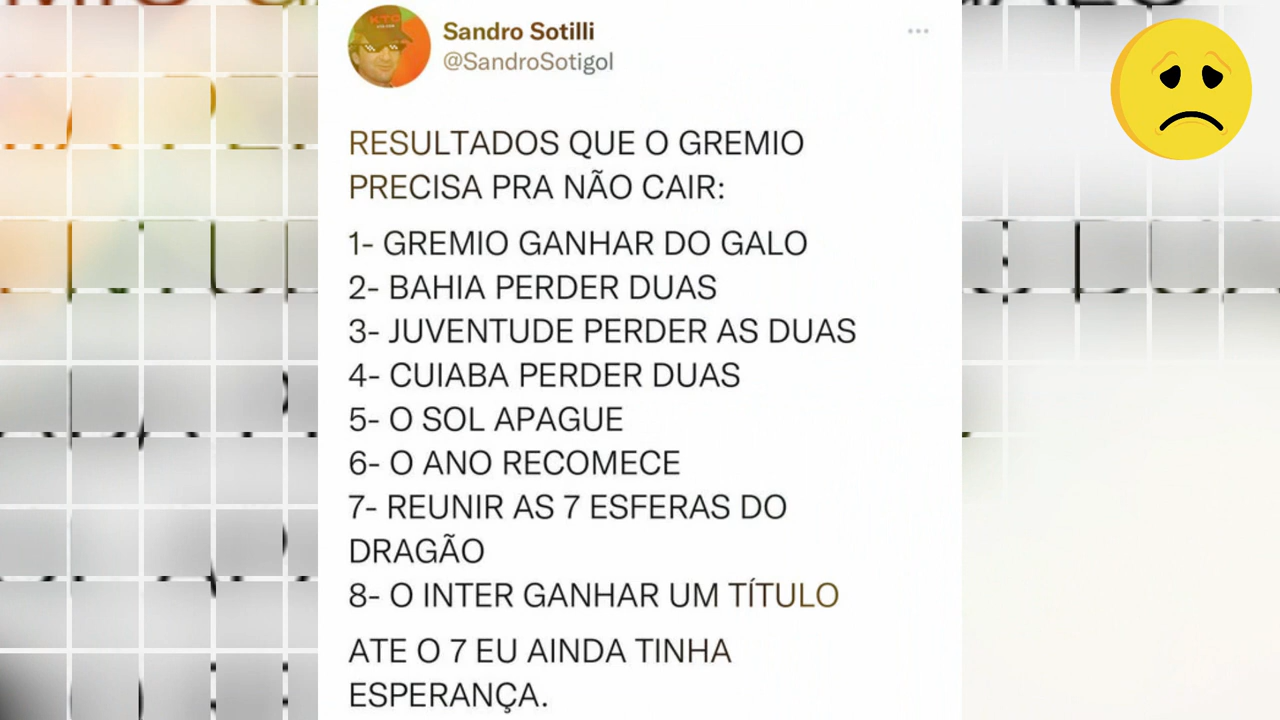 Sandro Sotilli
@SandroSotigol
RESULTADOS QUE O GREMIO
PRECISA PRA NÃO CAIR:
1- GREMIO GANHAR DO GALO
2- BAHIA PERDER DUAS
3- JUVENTUDE PERDER AS DUAS
4- CUIABA PERDER DUAS
5- O SOL APAGUE
6- O ANO RECOMECE
7- REUNIR AS 7 ESFERAS DO
DRAGÃO
8- O INTER GANHAR UM TÍTULO
ATE O 7 EU AINDA TINHA
ESPERANÇA.